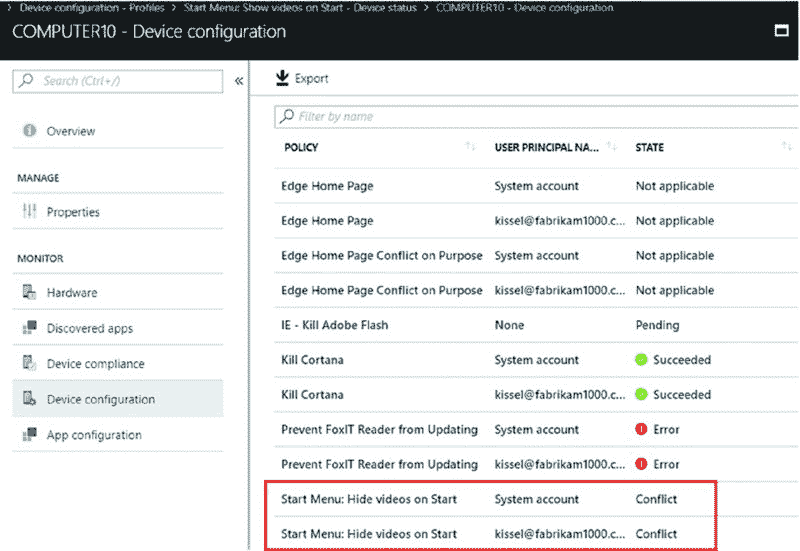 Device configuration - Profiles > Start Menu: Show videos on Start - Device status > COMPUTER10 - Device configuration
COMPUTER10 - Device configuration
Search (Ctrl+/)
«
Overview
MANAGE
Properties
MONITOR
Hardware
Discovered apps
Device compliance
Device configuration
App configuration
Export
Filter by name
POLICY USER PRINCIPAL NA... STATE
Edge Home Page System account Not applicable
Edge Home Page kissel@fabrikam1000.c... Not applicable
Edge Home Page Conflict on Purpose System account Not applicable
Edge Home Page Conflict on Purpose kissel@fabrikam1000.c... Not applicable
IE - Kill Adobe Flash None Pending
Kill Cortana System account Succeeded
Kill Cortana kissel@fabrikam1000.c... Succeeded
Prevent FoxIT Reader from Updating System account Error
Prevent FoxIT Reader from Updating kissel@fabrikam1000.c... Error
Start Menu: Hide videos on Start System account Conflict
Start Menu: Hide videos on Start kissel@fabrikam1000.c... Conflict